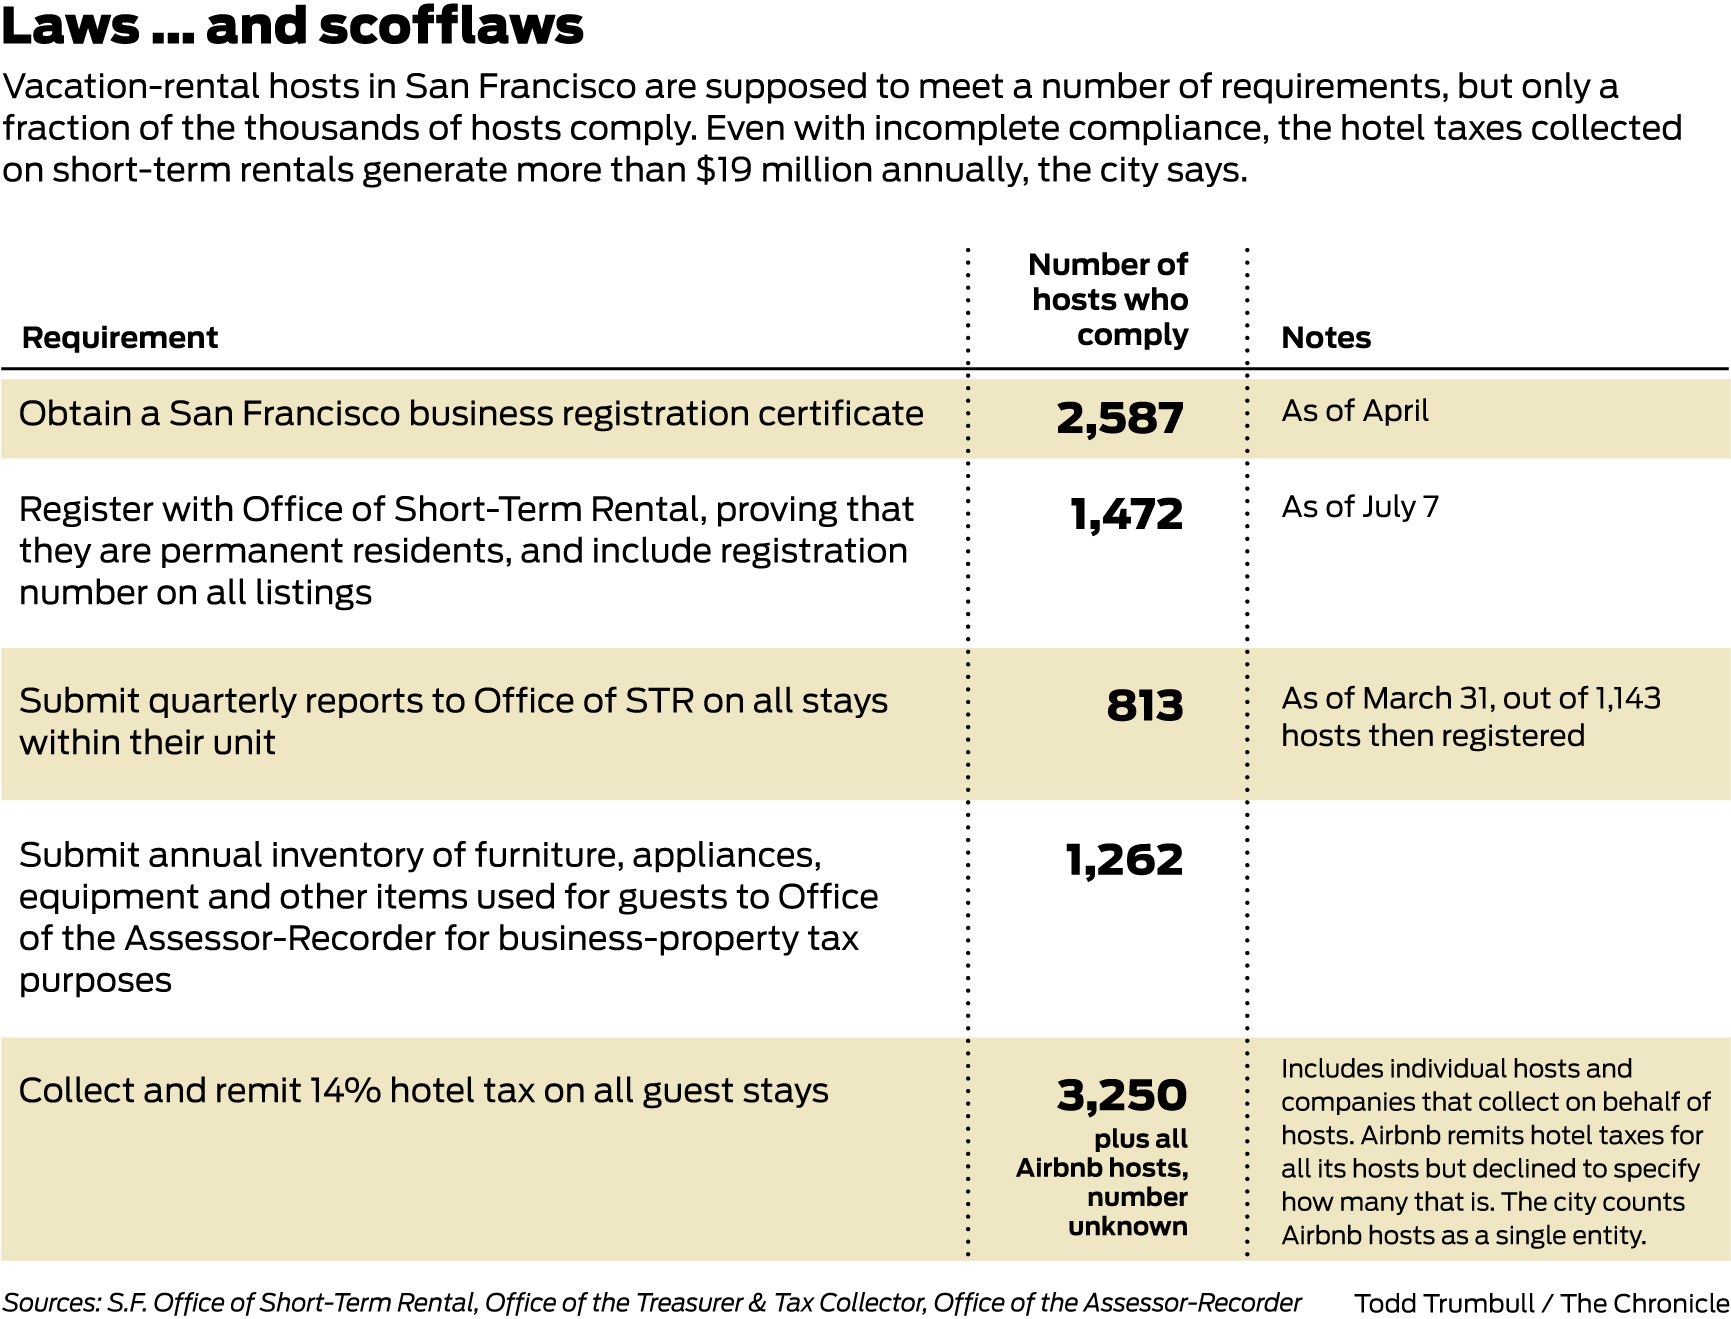 Laws ... and scofflaws
Vacation-rental hosts in San Francisco are supposed to meet a number of requirements, but only a
fraction of the thousands of hosts comply. Even with incomplete compliance, the hotel taxes collected
on short-term rentals generate more than $19 million annually, the city says.
Requirement
Number of
hosts who
comply
Notes
Obtain a San Francisco business registration certificate
2,587
As of April
Register with Office of Short-Term Rental, proving that
they are permanent residents, and include registration
number on all listings
1,472
As of July 7
Submit quarterly reports to Office of STR on all stays
within their unit
813
As of March 31, out of 1,143
hosts then registered
Submit annual inventory of furniture, appliances,
equipment and other items used for guests to Office
of the Assessor-Recorder for business-property tax
purposes
1,262
Collect and remit 14% hotel tax on all guest stays
3,250
plus all
Airbnb hosts,
number
unknown
Includes individual hosts and
companies that collect on behalf of
hosts. Airbnb remits hotel taxes for
all its hosts but declined to specify
how many that is. The city counts
Airbnb hosts as a single entity.
Sources: S.F. Office of Short-Term Rental, Office of the Treasurer & Tax Collector, Office of the Assessor-Recorder
Todd Trumbull / The Chronicle